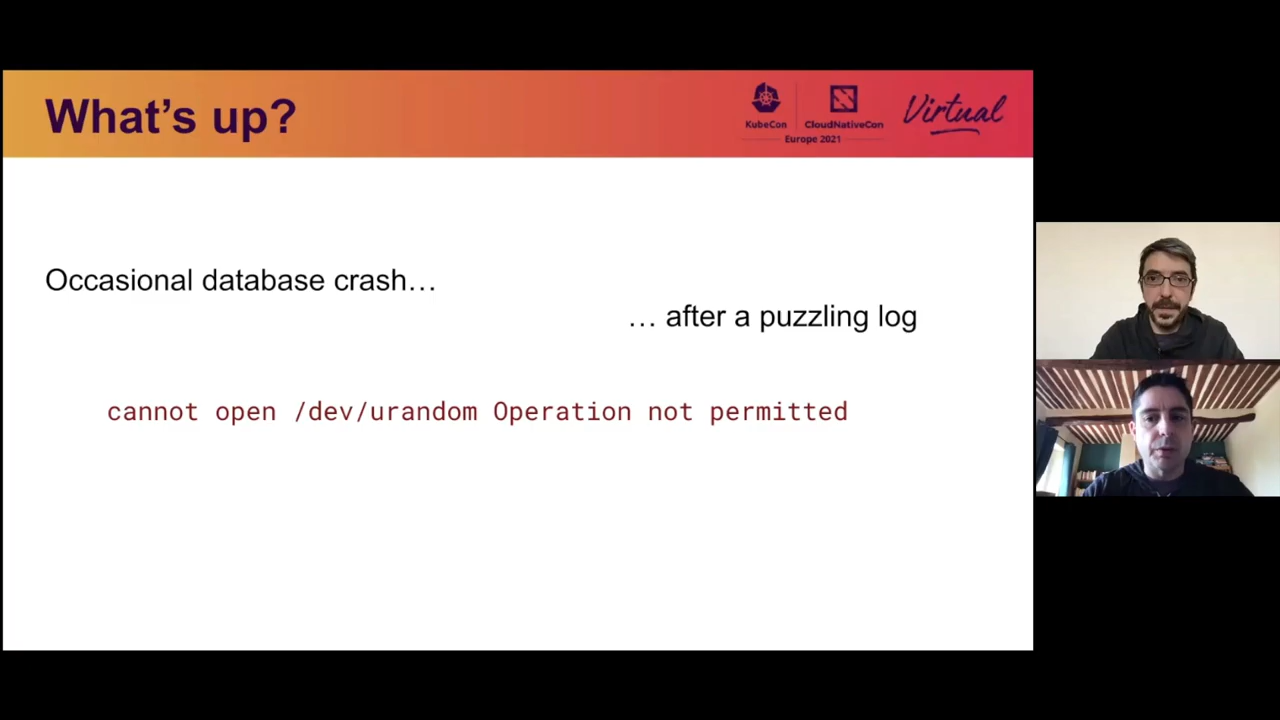 What's up?
KubeCon
CloudNativeCon
Europe 2021
Virtual
Occasional database crash…
… after a puzzling log
cannot open /dev/urandom Operation not permitted